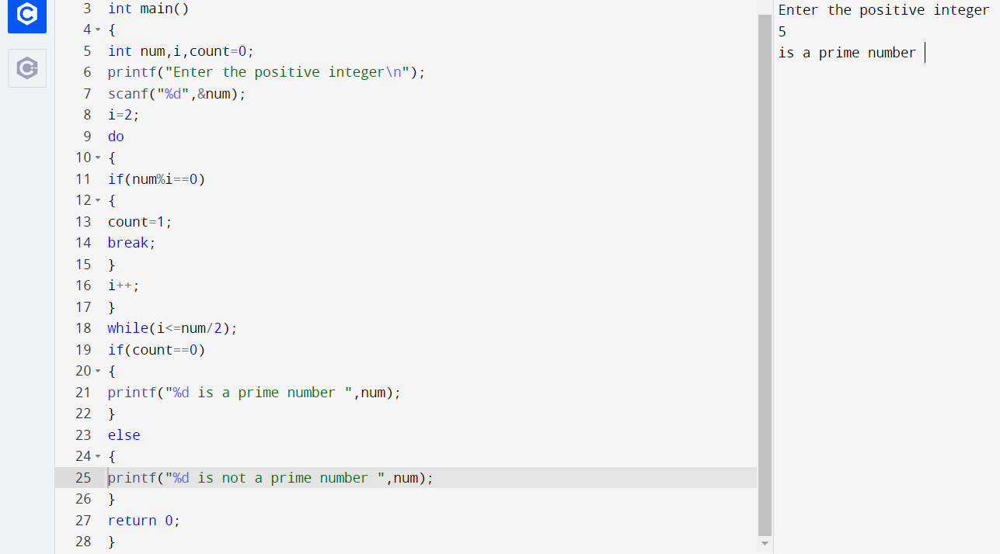 3 int main()
4 {
5 int num,i,count=0;
6 printf("Enter the positive integer\n");
7 scanf("%d",&num);
8 i=2;
9 do
10 {
11 if(num%i==0)
12 {
13 count=1;
14 break;
15 }
16 i++;
17 }
18 while(i<=num/2);
19 if(count==0)
20 {
21 printf("%d is a prime number ",num);
22 }
23 else
24 {
25 printf("%d is not a prime number ",num);
26 }
27 return 0;
28 }
Enter the positive integer
5
is a prime number